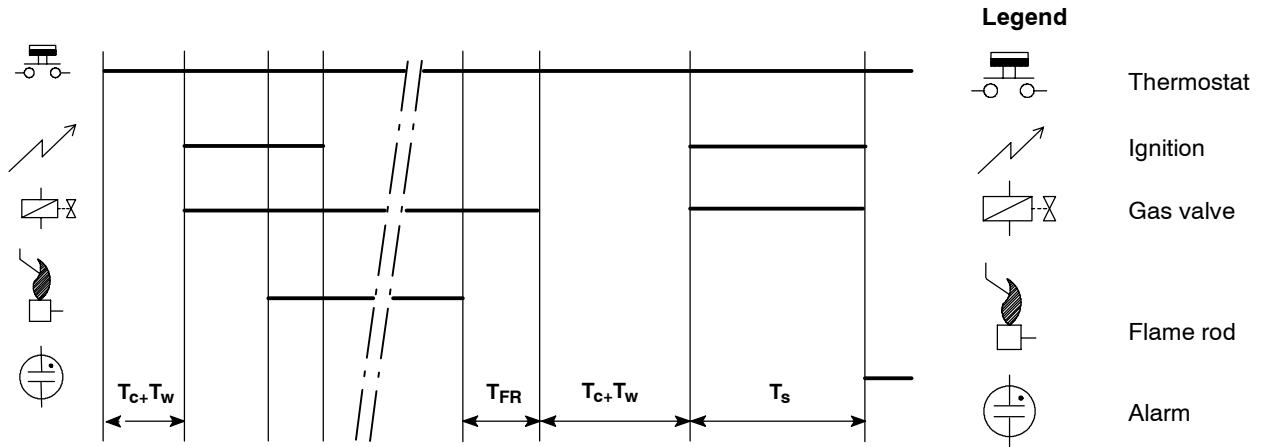 Legend
Thermostat
Ignition
Gas valve
Flame rod
Alarm
Tc+Tw
TFR
Tc+Tw
Ts